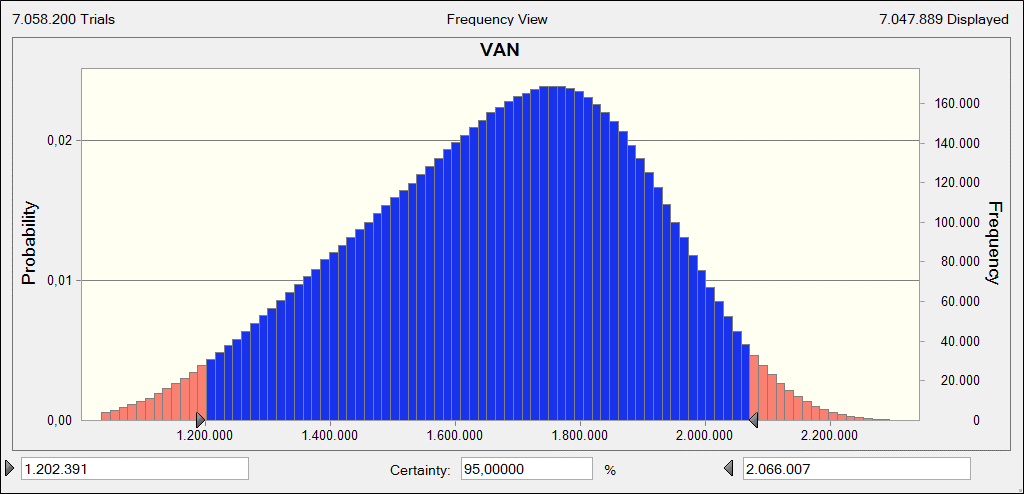 7.058.200 Trials
Frequency View
7.047.889 Displayed
VAN
Probability
0,02
0,01
0,00
160.000
140.000
120.000
100.000
80.000
60.000
40.000
20.000
0
Frequency
1.200.000
1.400.000
1.600.000
1.800.000
2.000.000
2.200.000
1.202.391
Certainty: 95,00000 %
2.066.007